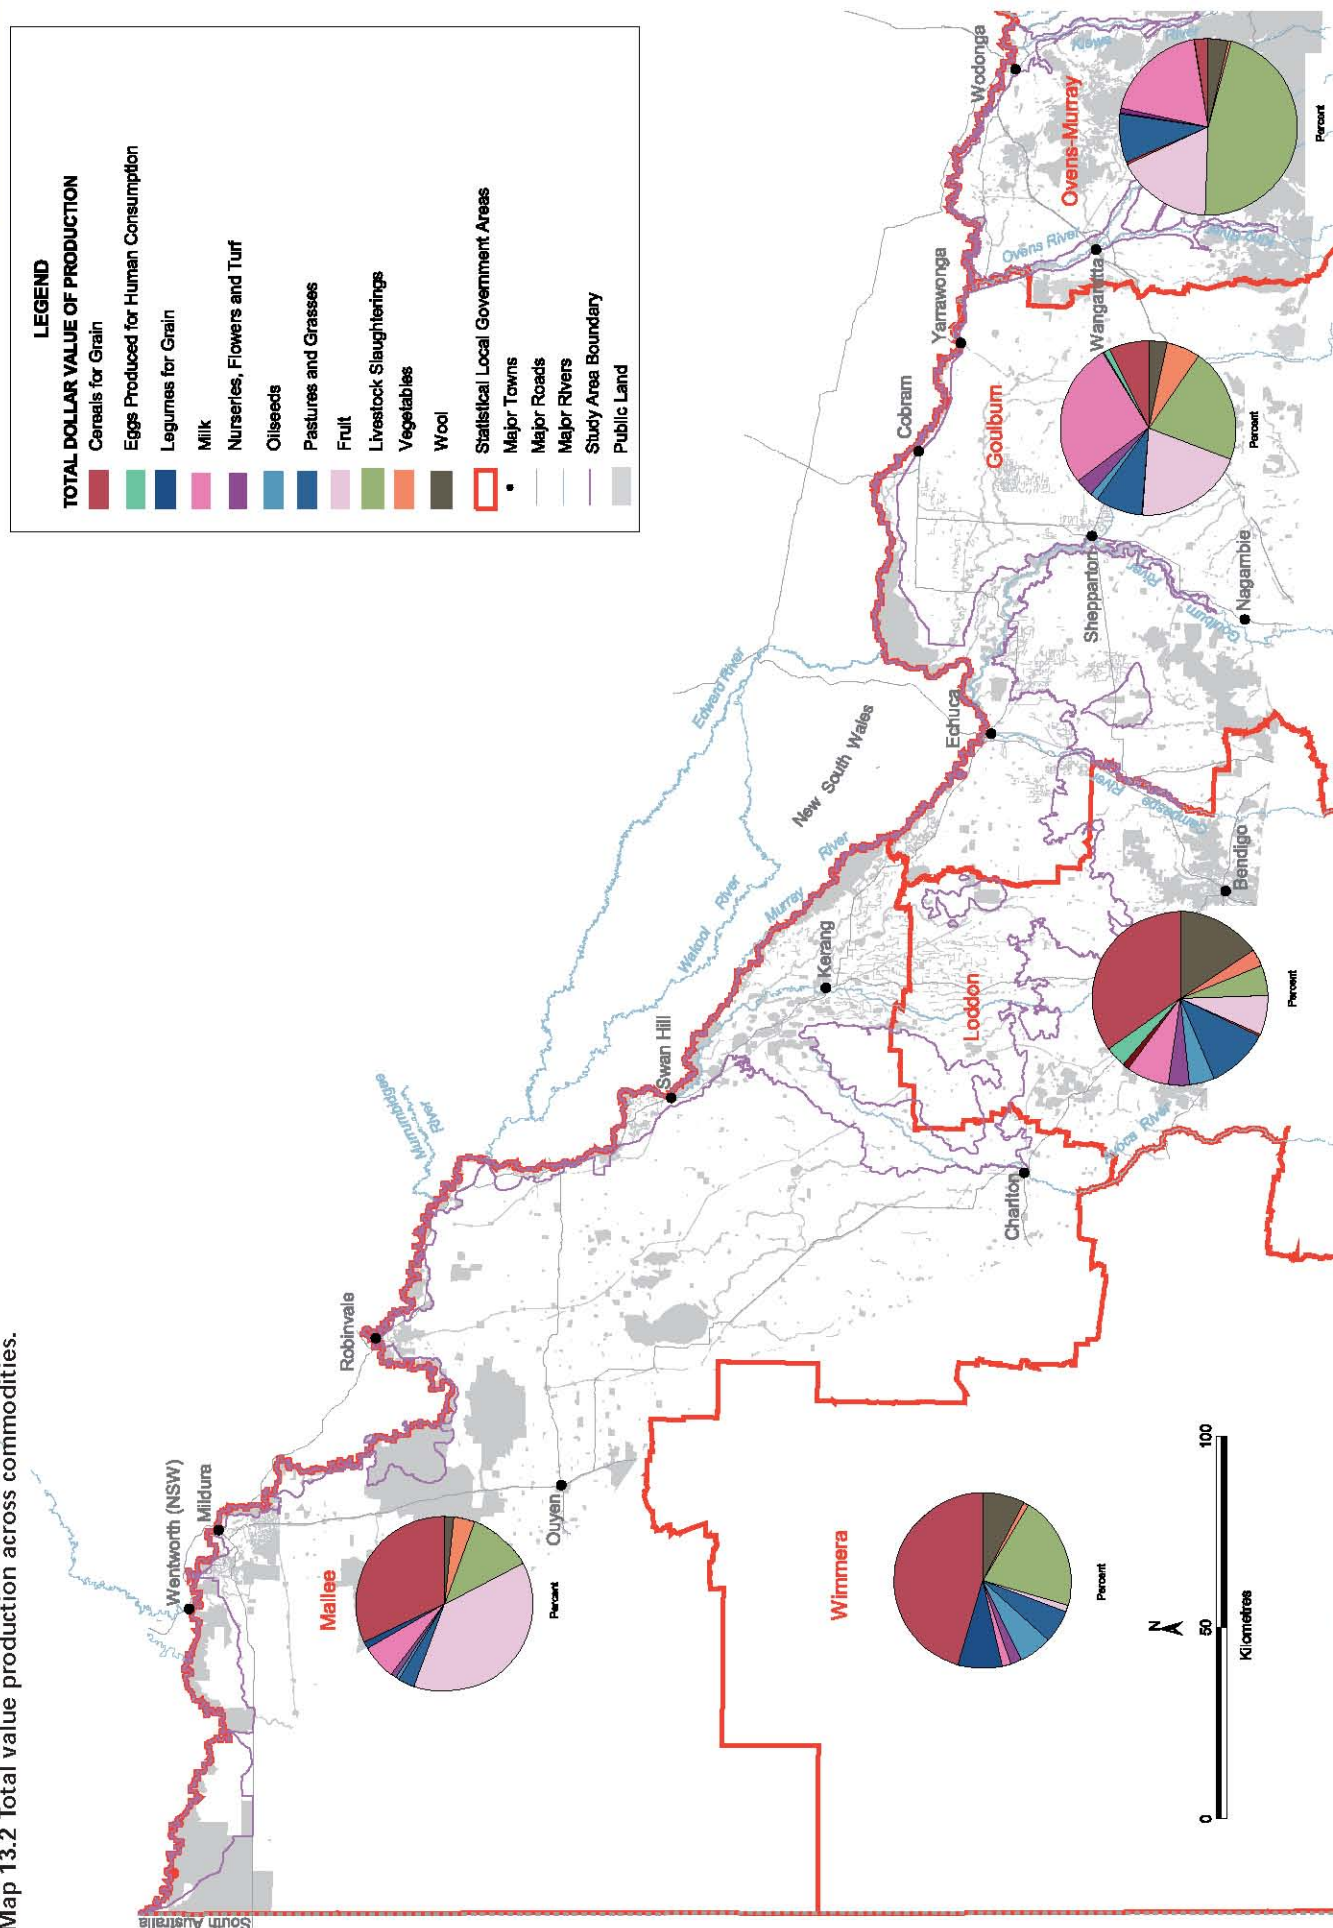 Map 13.2 Total value production across commodities.
LEGEND
TOTAL DOLLAR VALUE OF PRODUCTION
Cereals for Grain
Eggs Produced for Human Consumption
Legumes for Grain
Milk
Nurseries, Flowers and Turf
Oilseeds
Pastures and Grasses
Fruit
Livestock Slaughterings
Vegetables
Wool
Statistical Local Government Areas
Major Towns
Major Roads
Major Rivers
Study Area Boundary
Public Land
South Australia
Wentworth (NSW)
Mildura
Mallee
Percent
Ouyen
Robinvale
Murrumbidgee
River
Swan Hill
Wakool River
Murray River
Edward River
New South Wales
Kerang
Loddon
Percent
Charlton
Avoca River
Wimmera
Percent
N
0 50 100
Kilometres
Echuca
Campaspe River
Bendigo
Cobram
Yarrawonga
Goulburn
Percent
Shepparton
Goulburn River
Nagambie
Wodonga
Kiewa River
Ovens-Murray
Percent
Ovens River
Wangaratta
King River